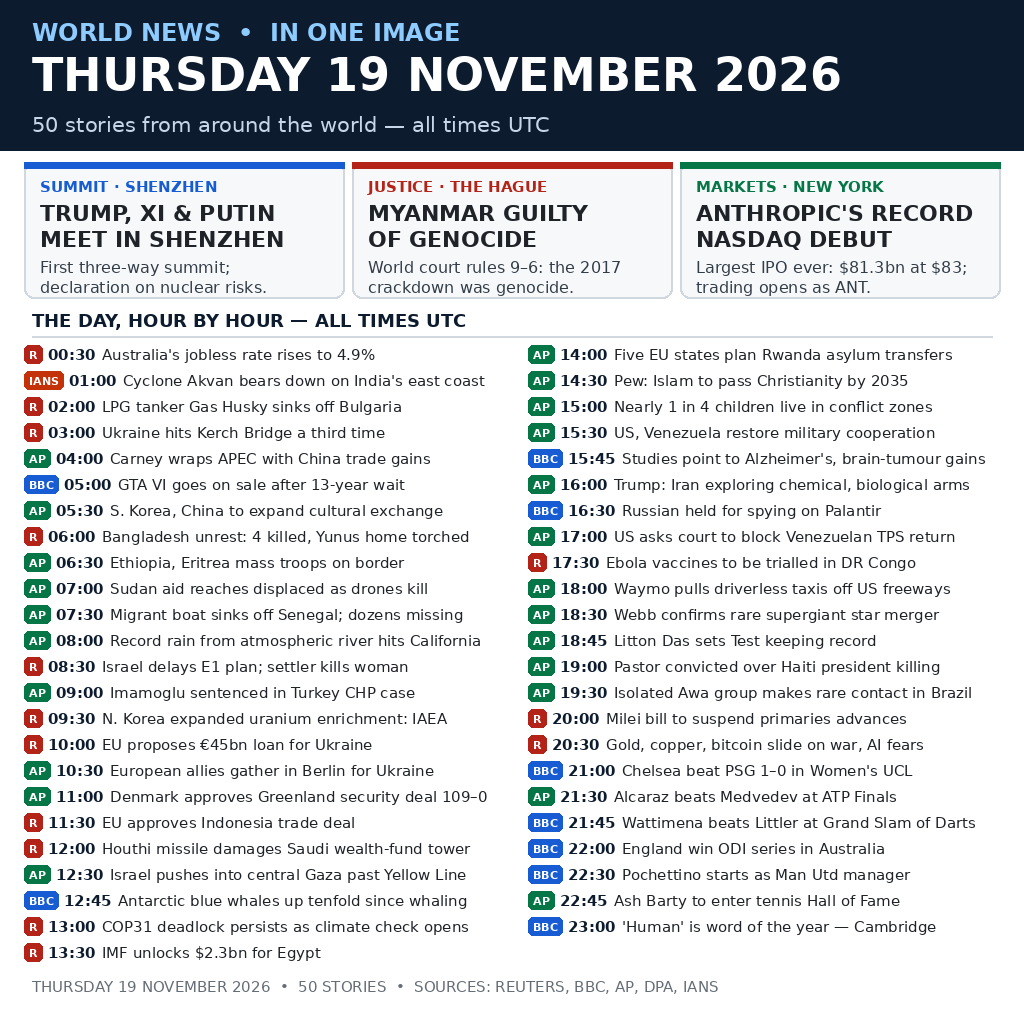 WORLD NEWS • IN ONE IMAGE
THURSDAY 19 NOVEMBER 2026
50 stories from around the world — all times UTC
SUMMIT · SHENZHEN
TRUMP, XI & PUTIN
MEET IN SHENZHEN
First three-way summit;
declaration on nuclear risks.
JUSTICE · THE HAGUE
MYANMAR GUILTY
OF GENOCIDE
World court rules 9–6: the 2017
crackdown was genocide.
MARKETS · NEW YORK
ANTHROPIC'S RECORD
NASDAQ DEBUT
Largest IPO ever: $81.3bn at $83;
trading opens as ANT.
THE DAY, HOUR BY HOUR — ALL TIMES UTC
R 00:30 Australia's jobless rate rises to 4.9%
IANS 01:00 Cyclone Akvan bears down on India's east coast
R 02:00 LPG tanker Gas Husky sinks off Bulgaria
R 03:00 Ukraine hits Kerch Bridge a third time
AP 04:00 Carney wraps APEC with China trade gains
BBC 05:00 GTA VI goes on sale after 13-year wait
AP 05:30 S. Korea, China to expand cultural exchange
R 06:00 Bangladesh unrest: 4 killed, Yunus home torched
AP 06:30 Ethiopia, Eritrea mass troops on border
AP 07:00 Sudan aid reaches displaced as drones kill
AP 07:30 Migrant boat sinks off Senegal; dozens missing
AP 08:00 Record rain from atmospheric river hits California
R 08:30 Israel delays E1 plan; settler kills woman
AP 09:00 Imamoglu sentenced in Turkey CHP case
R 09:30 N. Korea expanded uranium enrichment: IAEA
R 10:00 EU proposes €45bn loan for Ukraine
AP 10:30 European allies gather in Berlin for Ukraine
AP 11:00 Denmark approves Greenland security deal 109–0
R 11:30 EU approves Indonesia trade deal
R 12:00 Houthi missile damages Saudi wealth-fund tower
AP 12:30 Israel pushes into central Gaza past Yellow Line
BBC 12:45 Antarctic blue whales up tenfold since whaling
R 13:00 COP31 deadlock persists as climate check opens
R 13:30 IMF unlocks $2.3bn for Egypt
AP 14:00 Five EU states plan Rwanda asylum transfers
AP 14:30 Pew: Islam to pass Christianity by 2035
AP 15:00 Nearly 1 in 4 children live in conflict zones
AP 15:30 US, Venezuela restore military cooperation
BBC 15:45 Studies point to Alzheimer's, brain-tumour gains
AP 16:00 Trump: Iran exploring chemical, biological arms
BBC 16:30 Russian held for spying on Palantir
AP 17:00 US asks court to block Venezuelan TPS return
R 17:30 Ebola vaccines to be trialled in DR Congo
AP 18:00 Waymo pulls driverless taxis off US freeways
AP 18:30 Webb confirms rare supergiant star merger
AP 18:45 Litton Das sets Test keeping record
AP 19:00 Pastor convicted over Haiti president killing
AP 19:30 Isolated Awa group makes rare contact in Brazil
R 20:00 Milei bill to suspend primaries advances
R 20:30 Gold, copper, bitcoin slide on war, AI fears
BBC 21:00 Chelsea beat PSG 1–0 in Women's UCL
AP 21:30 Alcaraz beats Medvedev at ATP Finals
BBC 21:45 Wattimena beats Littler at Grand Slam of Darts
BBC 22:00 England win ODI series in Australia
BBC 22:30 Pochettino starts as Man Utd manager
AP 22:45 Ash Barty to enter tennis Hall of Fame
BBC 23:00 'Human' is word of the year — Cambridge
THURSDAY 19 NOVEMBER 2026 • 50 STORIES • SOURCES: REUTERS, BBC, AP, DPA, IANS